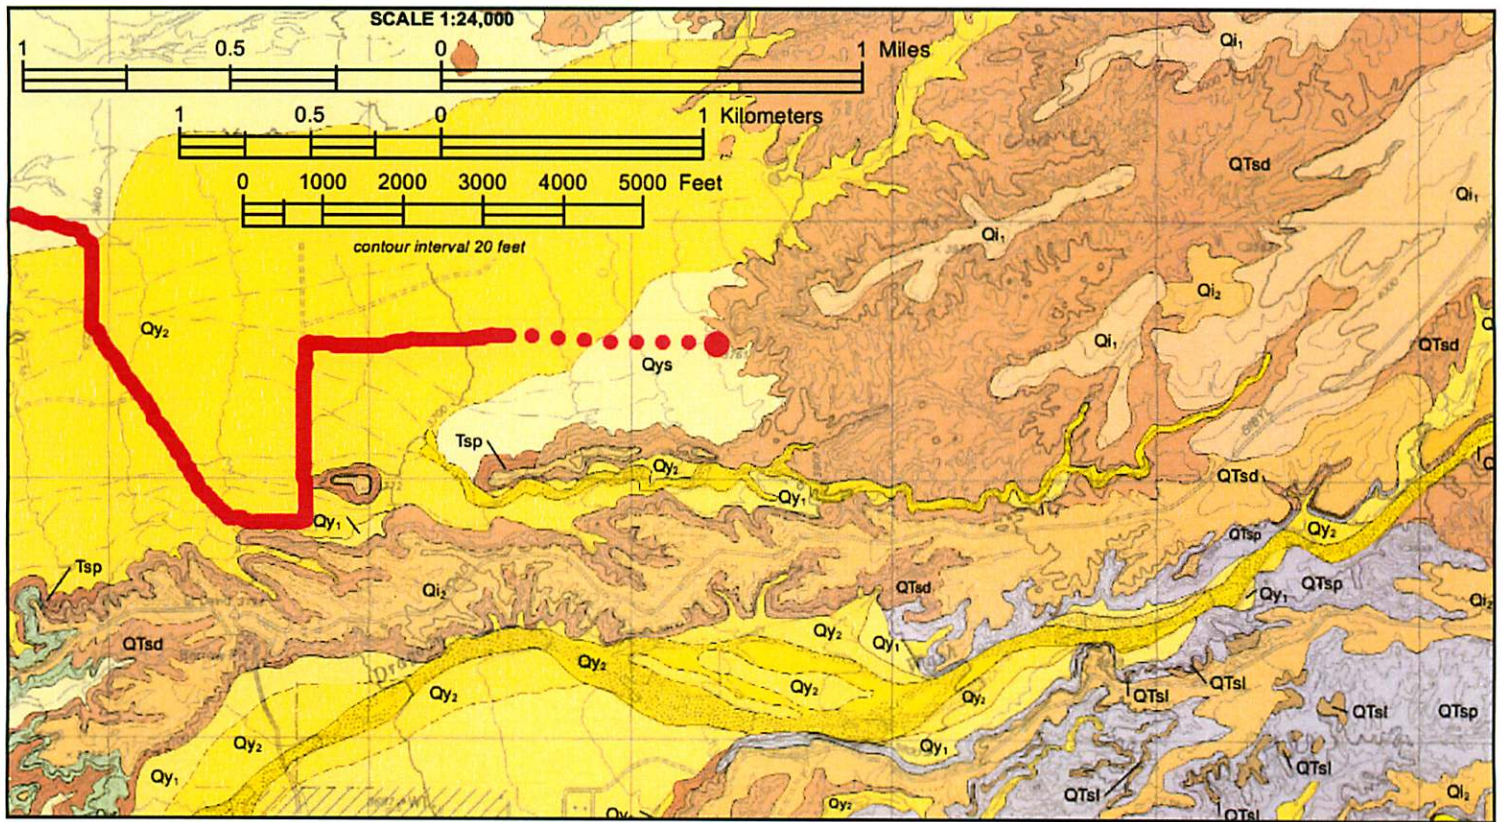 SCALE 1:24,000
1 0.5 0 1 Miles
1 0.5 0 1 Kilometers
0 1000 2000 3000 4000 5000 Feet
contour interval 20 feet
Qi₁
QTsd
Qi₁
Qi₁
Qi₂
Qy₂
Qys
Qi₁
QTsd
Tsp
Qy₂
Qy₁
QTsd
Qy₁
QTsp
Qy₂
Tsp
Qi₂
QTsd
Qy₁
QTsp
Qi₂
QTsd
Qy₂
Qy₁
Qy₂
Qy₂
Qy₂
Qy₂
QTsl
QTsl
QTsl
QTsp
Qy₂
Qy₁
Qy₁
QTsl
QTsl
Qy₂
Qi₂
QTsl